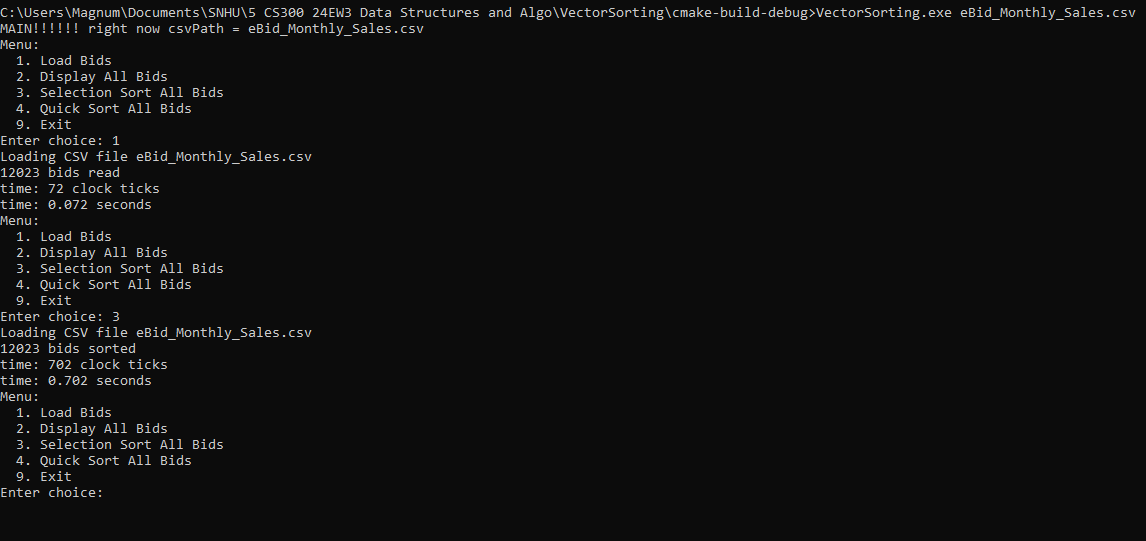 C:\Users\Magnum\Documents\SNHU\5 CS300 24EW3 Data Structures and Algo\VectorSorting\cmake-build-debug>VectorSorting.exe eBid_Monthly_Sales.csv
MAIN!!!!!! right now csvPath = eBid_Monthly_Sales.csv
Menu:
  1. Load Bids
  2. Display All Bids
  3. Selection Sort All Bids
  4. Quick Sort All Bids
  9. Exit
Enter choice: 1
Loading CSV file eBid_Monthly_Sales.csv
12023 bids read
time: 72 clock ticks
time: 0.072 seconds
Menu:
  1. Load Bids
  2. Display All Bids
  3. Selection Sort All Bids
  4. Quick Sort All Bids
  9. Exit
Enter choice: 3
Loading CSV file eBid_Monthly_Sales.csv
12023 bids sorted
time: 702 clock ticks
time: 0.702 seconds
Menu:
  1. Load Bids
  2. Display All Bids
  3. Selection Sort All Bids
  4. Quick Sort All Bids
  9. Exit
Enter choice: